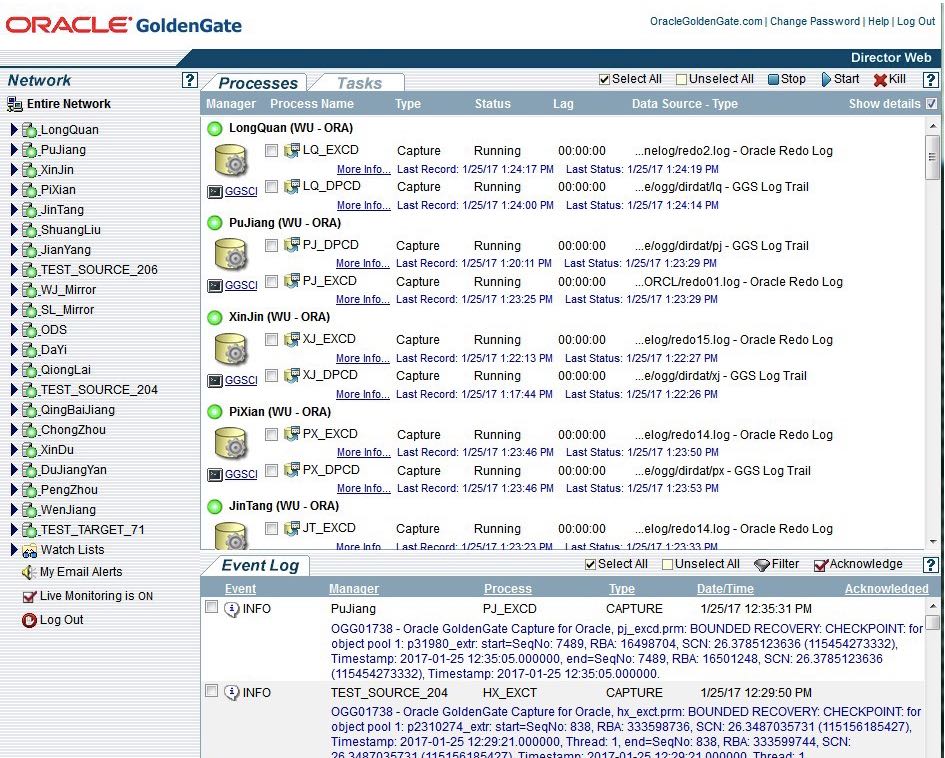 ORACLE GoldenGate
OracleGoldenGate.com | Change Password | Help | Log Out
Director Web
Network ?
Entire Network
LongQuan
PuJiang
XinJin
PiXian
JinTang
ShuangLiu
JianYang
TEST_SOURCE_206
WJ_Mirror
SL_Mirror
ODS
DaYi
QiongLai
TEST_SOURCE_204
QingBaiJiang
ChongZhou
XinDu
DuJiangYan
PengZhou
WenJiang
TEST_TARGET_71
Watch Lists
My Email Alerts
Live Monitoring is ON
Log Out
Processes Tasks Select All Unselect All Stop Start Kill ?
Manager Process Name Type Status Lag Data Source - Type Show details
LongQuan (WU - ORA)
LQ_EXCD Capture Running 00:00:00 ...nelog/redo2.log - Oracle Redo Log
More Info... Last Record: 1/25/17 1:24:17 PM Last Status: 1/25/17 1:24:19 PM
GGSCI LQ_DPCD Capture Running 00:00:00 ...e/ogg/dirdat/lq - GGS Log Trail
More Info... Last Record: 1/25/17 1:24:00 PM Last Status: 1/25/17 1:24:14 PM
PuJiang (WU - ORA)
PJ_DPCD Capture Running 00:00:00 ...e/ogg/dirdat/pj - GGS Log Trail
More Info... Last Record: 1/25/17 1:20:11 PM Last Status: 1/25/17 1:23:29 PM
GGSCI PJ_EXCD Capture Running 00:00:00 ...ORCL/redo01.log - Oracle Redo Log
More Info... Last Record: 1/25/17 1:23:25 PM Last Status: 1/25/17 1:23:29 PM
XinJin (WU - ORA)
XJ_EXCD Capture Running 00:00:00 ...elog/redo15.log - Oracle Redo Log
More Info... Last Record: 1/25/17 1:22:13 PM Last Status: 1/25/17 1:22:27 PM
GGSCI XJ_DPCD Capture Running 00:00:00 ...e/ogg/dirdat/xj - GGS Log Trail
More Info... Last Record: 1/25/17 1:17:44 PM Last Status: 1/25/17 1:22:26 PM
PiXian (WU - ORA)
PX_EXCD Capture Running 00:00:00 ...elog/redo14.log - Oracle Redo Log
More Info... Last Record: 1/25/17 1:23:46 PM Last Status: 1/25/17 1:23:50 PM
GGSCI PX_DPCD Capture Running 00:00:00 ...e/ogg/dirdat/px - GGS Log Trail
More Info... Last Record: 1/25/17 1:23:46 PM Last Status: 1/25/17 1:23:53 PM
JinTang (WU - ORA)
JT_EXCD Capture Running 00:00:00 ...elog/redo14.log - Oracle Redo Log
More Info... Last Record: 1/25/17 1:23:23 PM Last Status: 1/25/17 1:23:33 PM
Event Log Select All Unselect All Filter Acknowledge ?
Event Manager Process Type Date/Time Acknowledged
INFO PuJiang PJ_EXCD CAPTURE 1/25/17 12:35:31 PM
OGG01738 - Oracle GoldenGate Capture for Oracle, pj_excd.prm: BOUNDED RECOVERY: CHECKPOINT: for
object pool 1: p31980_extr: start=SeqNo: 7489, RBA: 16498704, SCN: 26.3785123636 (115454273332),
Timestamp: 2017-01-25 12:35:05.000000, end=SeqNo: 7489, RBA: 16501248, SCN: 26.3785123636
(115454273332), Timestamp: 2017-01-25 12:35:05.000000.
INFO TEST_SOURCE_204 HX_EXCT CAPTURE 1/25/17 12:29:50 PM
OGG01738 - Oracle GoldenGate Capture for Oracle, hx_exct.prm: BOUNDED RECOVERY: CHECKPOINT: for
object pool 1: p2310274_extr: start=SeqNo: 838, RBA: 333598736, SCN: 26.3487035731 (115156185427),
Timestamp: 2017-01-25 12:29:21.000000, Thread: 1, end=SeqNo: 838, RBA: 333599744, SCN:
26.3487035731 (115156185427), Timestamp: 2017-01-25 12:29:21.000000, Thread: 1